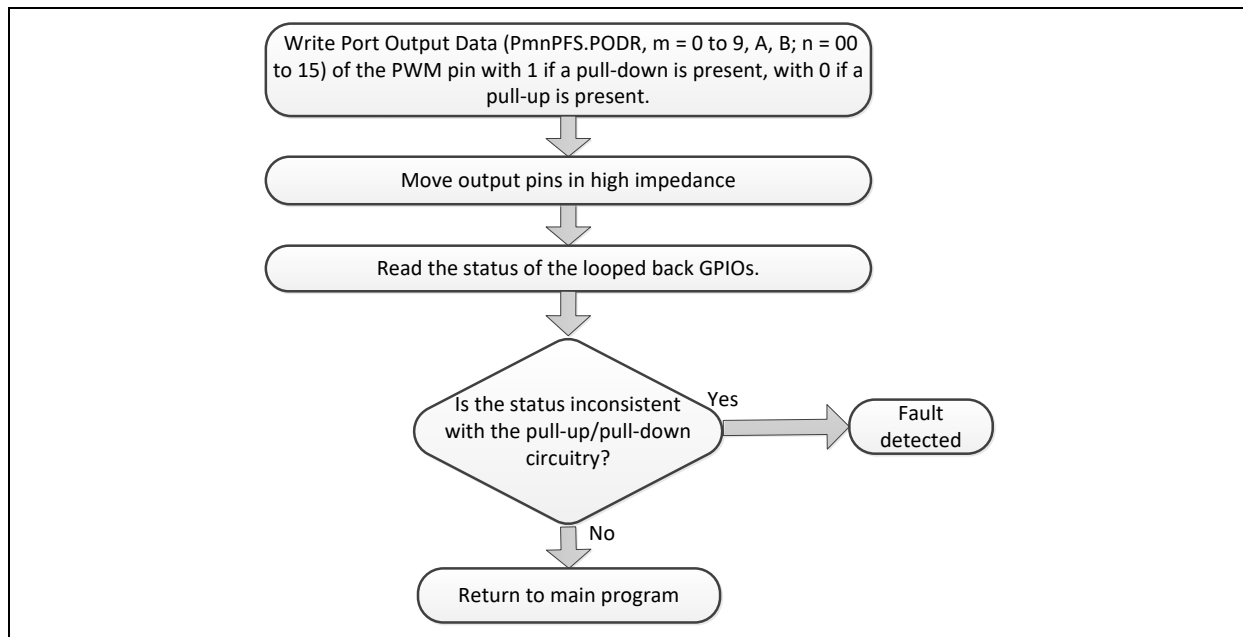 Write Port Output Data (PmnPFS.PODR, m = 0 to 9, A, B; n = 00
to 15) of the PWM pin with 1 if a pull-down is present, with 0 if a
pull-up is present.
Move output pins in high impedance
Read the status of the looped back GPIOs.
Is the status inconsistent
with the pull-up/pull-down
circuitry?
Yes
Fault
detected
No
Return to main program